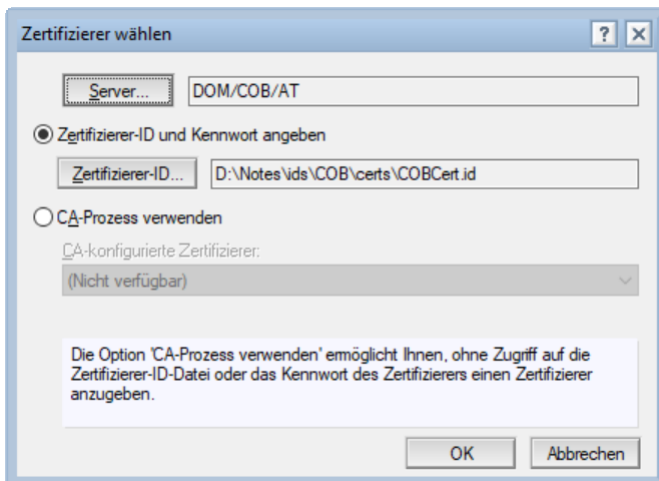 Zertifizierer wählen
? X
Server... DOM/COB/AT
Zertifizierer-ID und Kennwort angeben
Zertifizierer-ID... D:\Notes\ids\COB\certs\COBCert.id
CA-Prozess verwenden
CA-konfigurierte Zertifizierer:
(Nicht verfügbar)
Die Option 'CA-Prozess verwenden' ermöglicht Ihnen, ohne Zugriff auf die
Zertifizierer-ID-Datei oder das Kennwort des Zertifizierers einen Zertifizierer
anzugeben.
OK Abbrechen